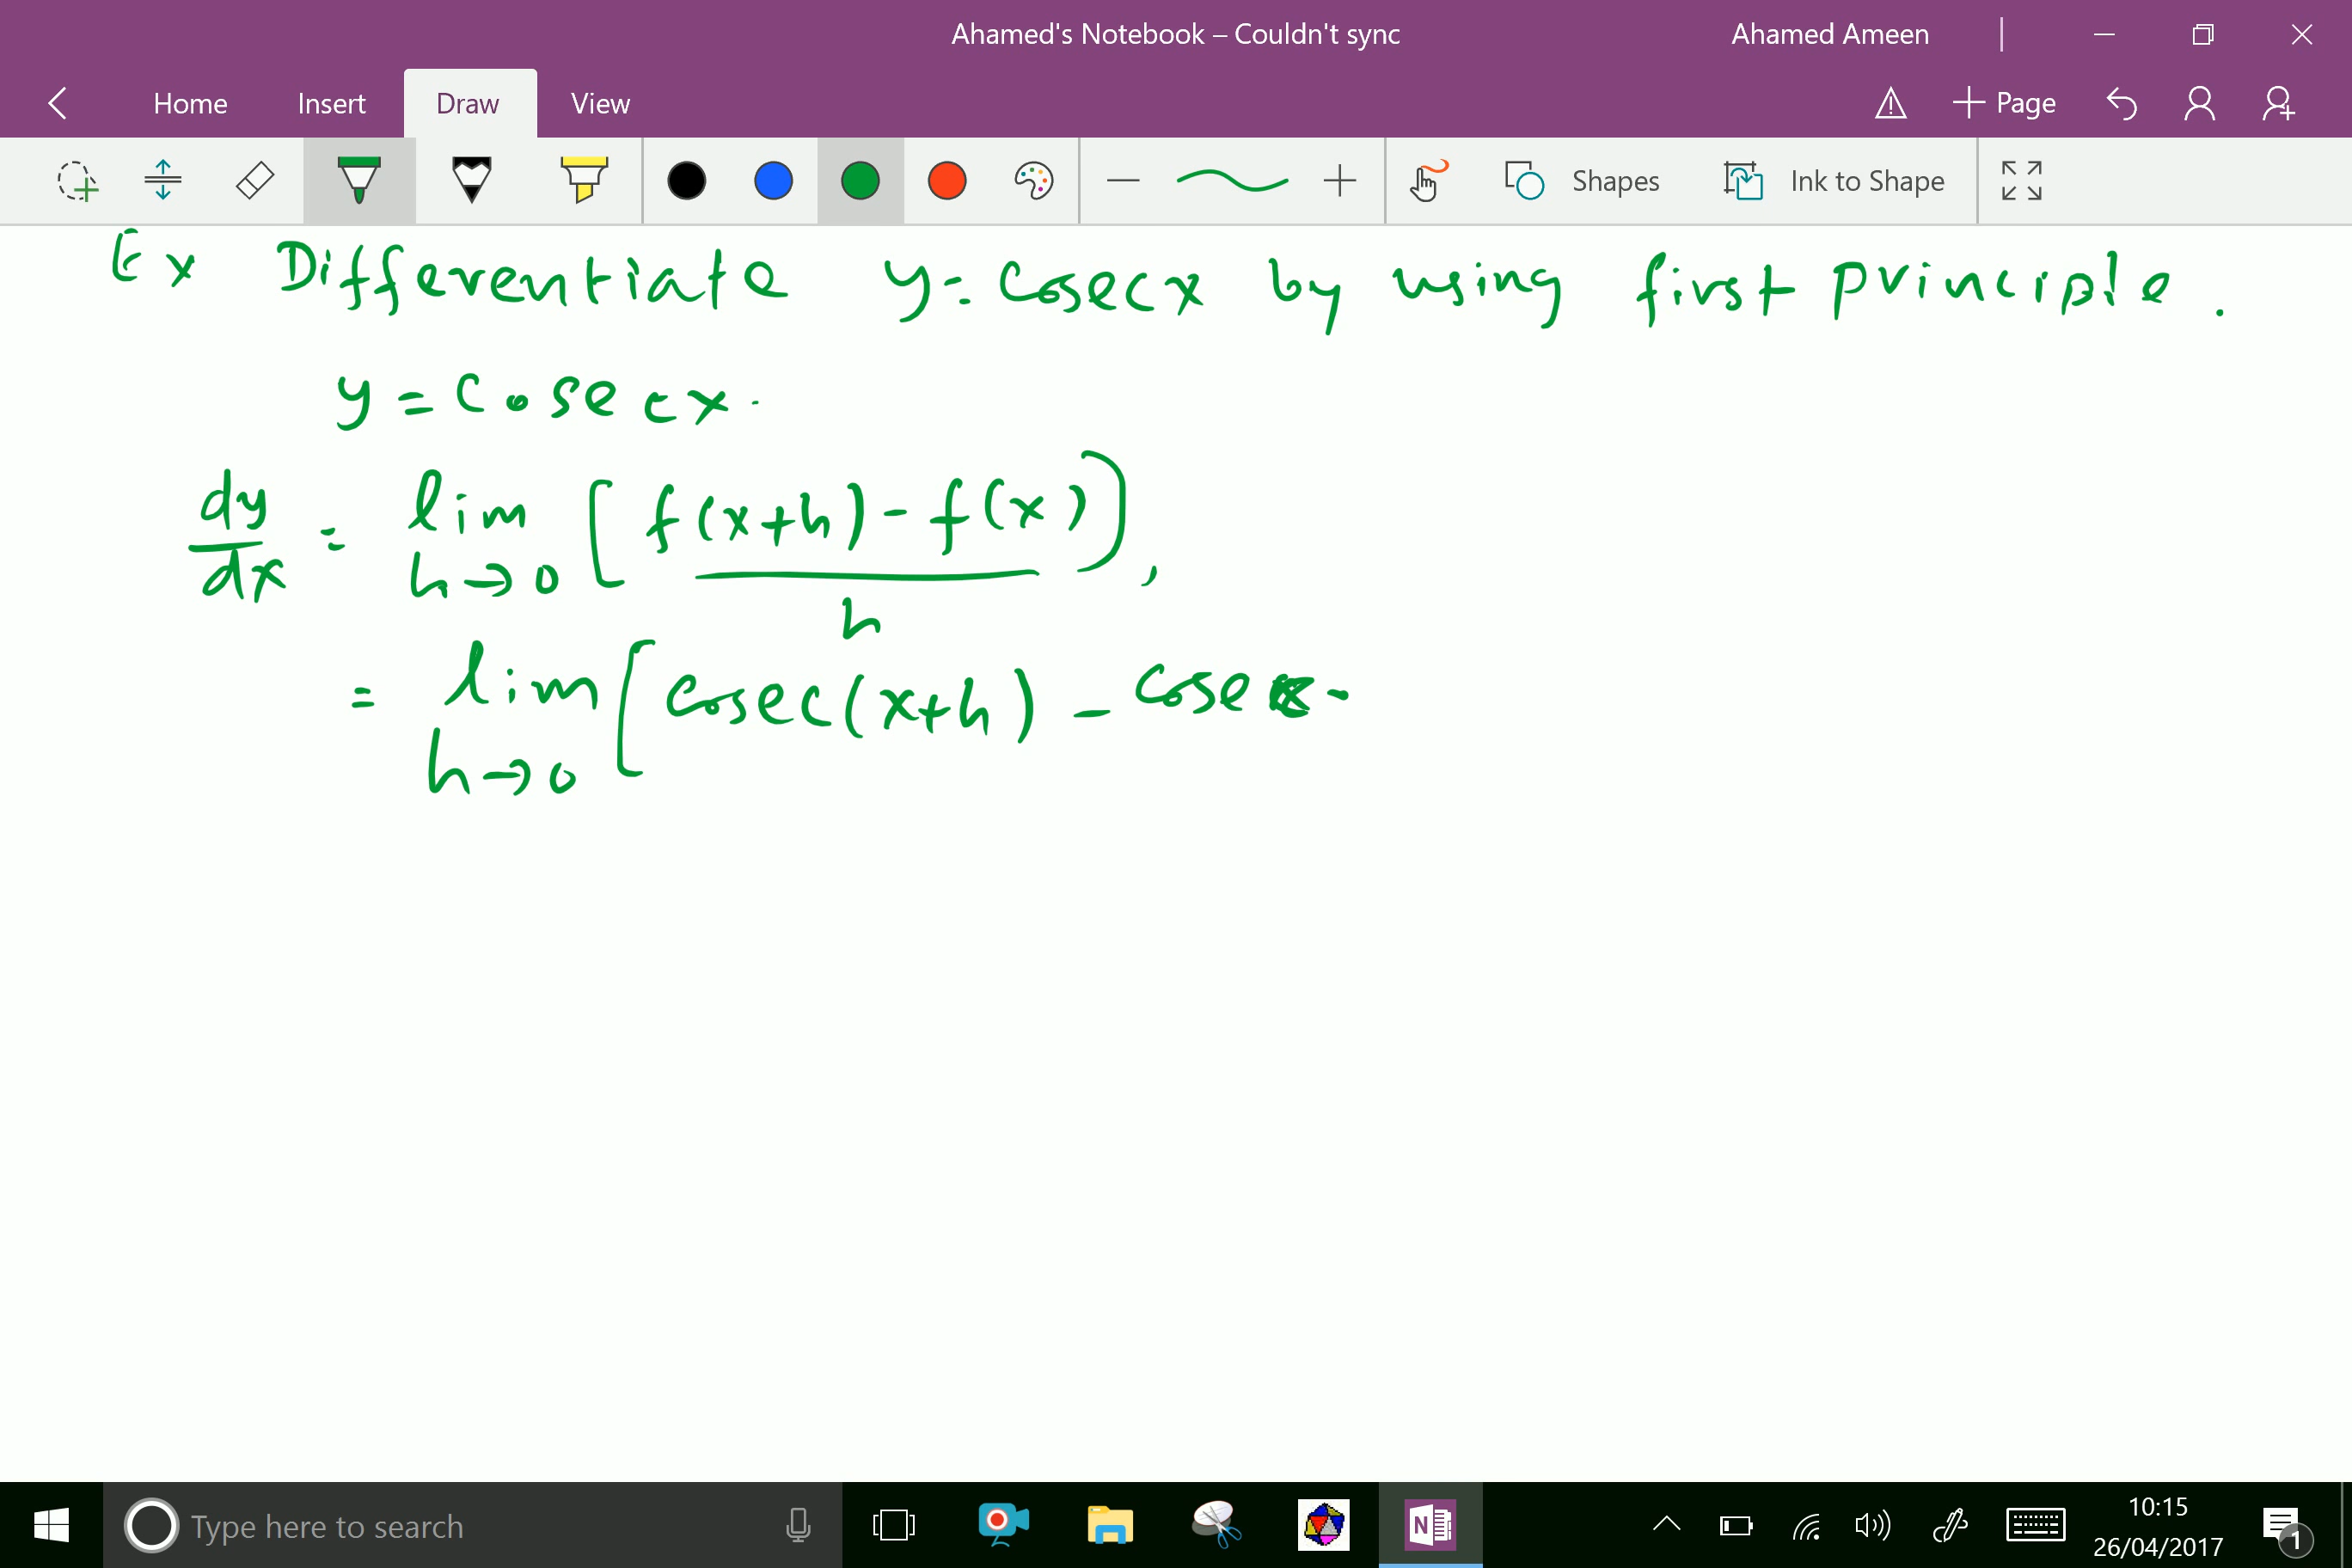 Ahamed's Notebook – Couldn't sync
Ahamed Ameen
Home Insert Draw View
Page
Shapes Ink to Shape
Ex Differentiate y=cosecx by using first principle.
y=cosecx.
dy/dx = lim h→0 [f(x+h)-f(x)/h],
= lim h→0 [cosec(x+h) -
Type here to search
N
10:15
26/04/2017
1